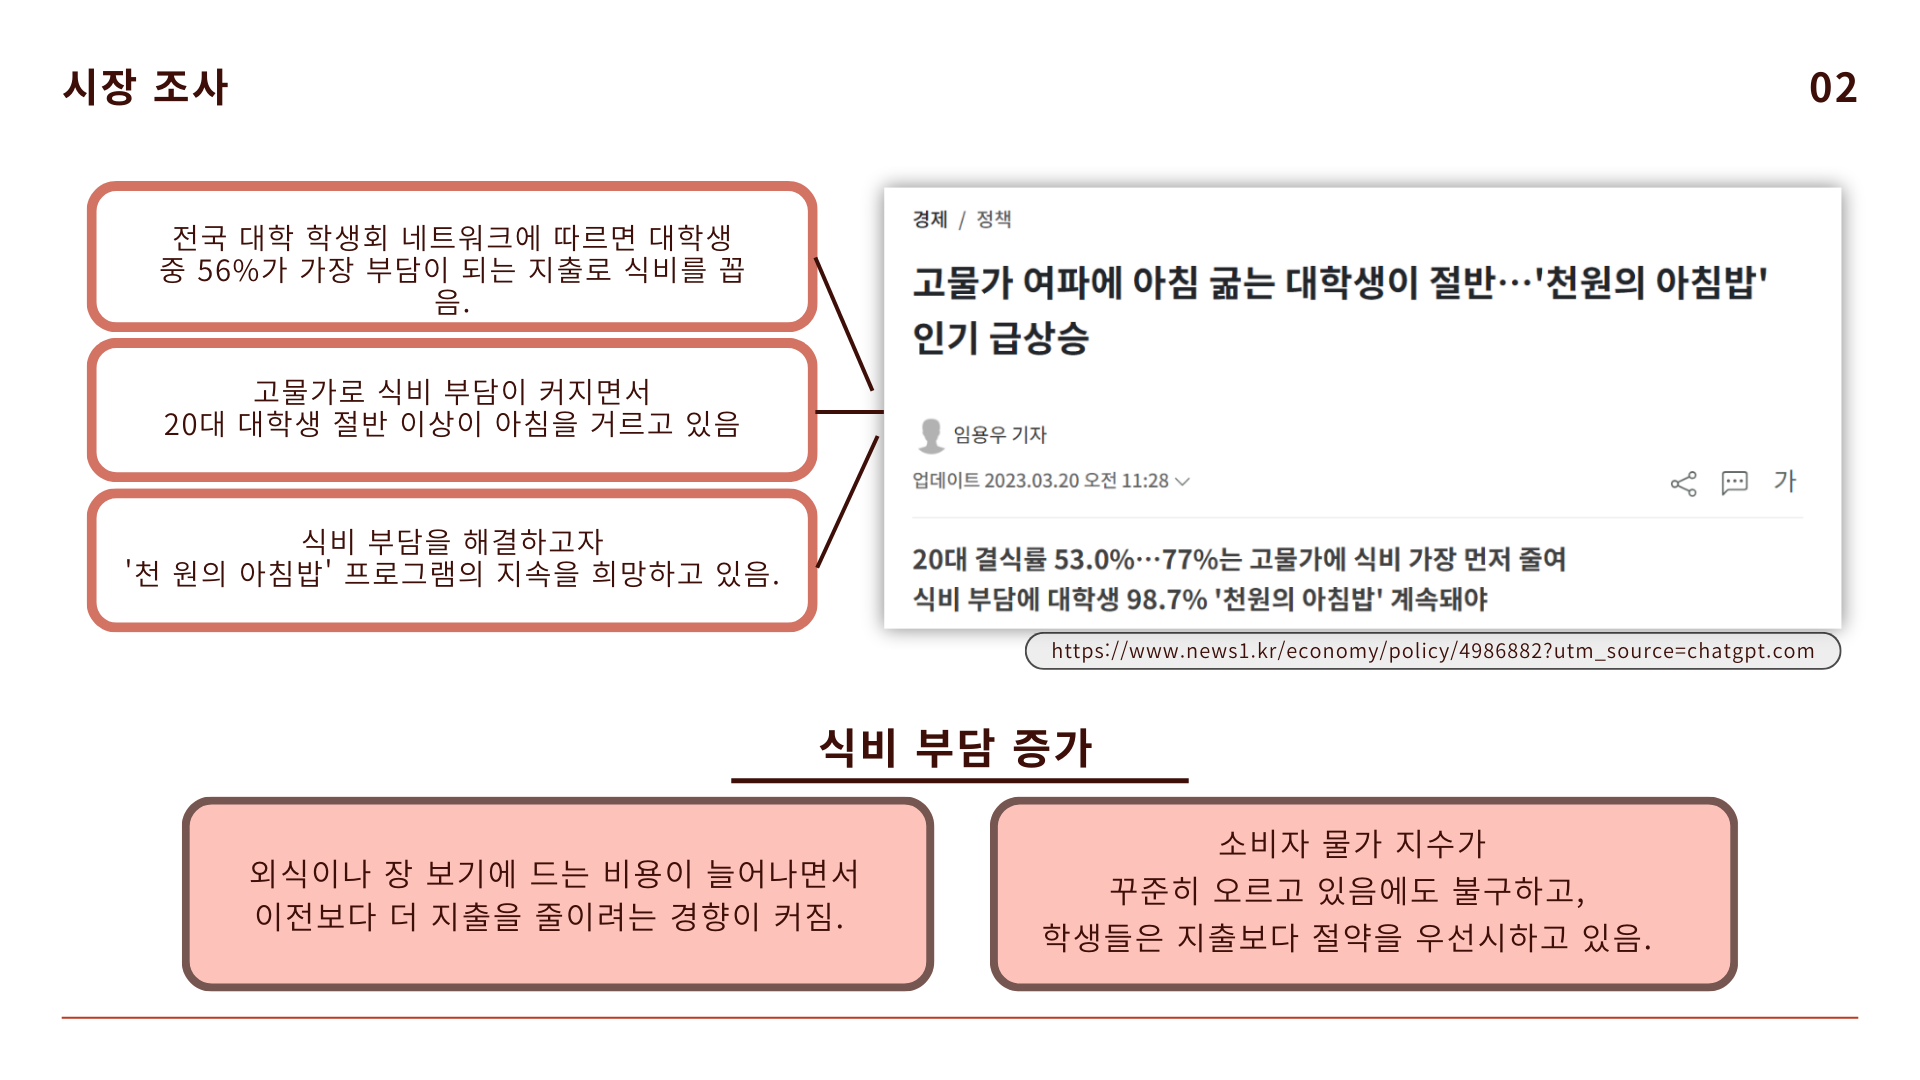 시장 조사
02
전국 대학 학생회 네트워크에 따르면 대학생
중 56%가 가장 부담이 되는 지출로 식비를 꼽
음.
고물가로 식비 부담이 커지면서
20대 대학생 절반 이상이 아침을 거르고 있음
식비 부담을 해결하고자
'천 원의 아침밥' 프로그램의 지속을 희망하고 있음.
경제 / 정책
고물가 여파에 아침 굶는 대학생이 절반…'천원의 아침밥'
인기 급상승
임용우 기자
업데이트 2023.03.20 오전 11:28
가
20대 결식률 53.0%…77%는 고물가에 식비 가장 먼저 줄여
식비 부담에 대학생 98.7% '천원의 아침밥' 계속돼야
https://www.news1.kr/economy/policy/4986882?utm_source=chatgpt.com
식비 부담 증가
외식이나 장 보기에 드는 비용이 늘어나면서
이전보다 더 지출을 줄이려는 경향이 커짐.
소비자 물가 지수가
꾸준히 오르고 있음에도 불구하고,
학생들은 지출보다 절약을 우선시하고 있음.